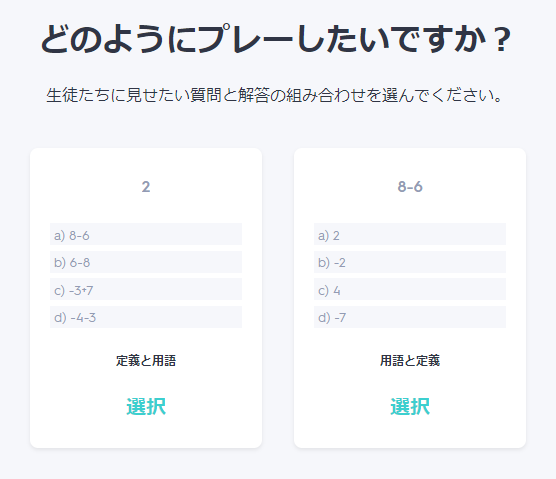 どのようにプレーしたいですか？
生徒たちに見せたい質問と解答の組み合わせを選んでください。
2
a) 8-6
b) 6-8
c) -3+7
d) -4-3
定義と用語
選択
8-6
a) 2
b) -2
c) 4
d) -7
用語と定義
選択